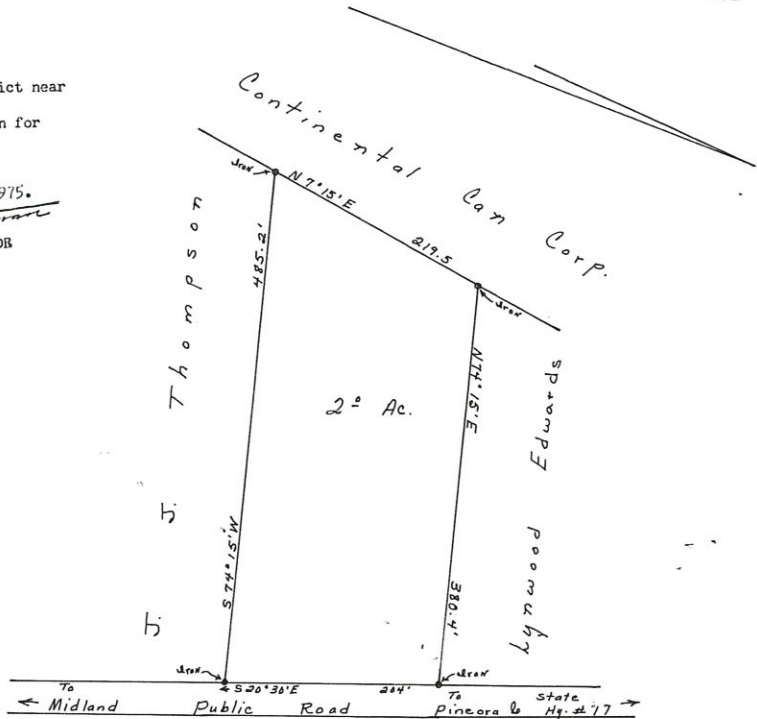 ict near
n for
975.
OR
Continental Can Corp.
Iron
N 7° 15' E
219.5
Iron
Thompson
485.2'
S 74° 15' W
J.
J.
2º Ac.
N 74° 15' E
380.4'
Lynwood Edwards
Iron
S 20° 30' E
204'
Iron
To
← Midland
Public Road
To
Pineora &
State
Hy. # 17 →